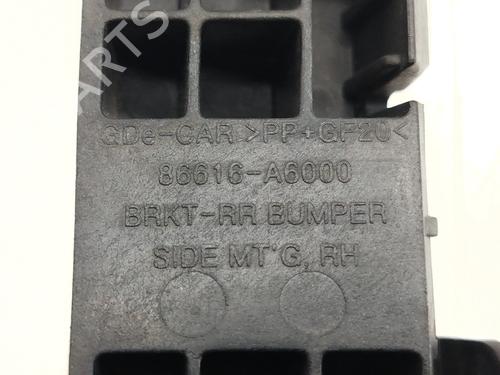 GDe-CAR >PP+GF20<
86616-A6000
BRKT-RR BUMPER
SIDE MT'G, RH